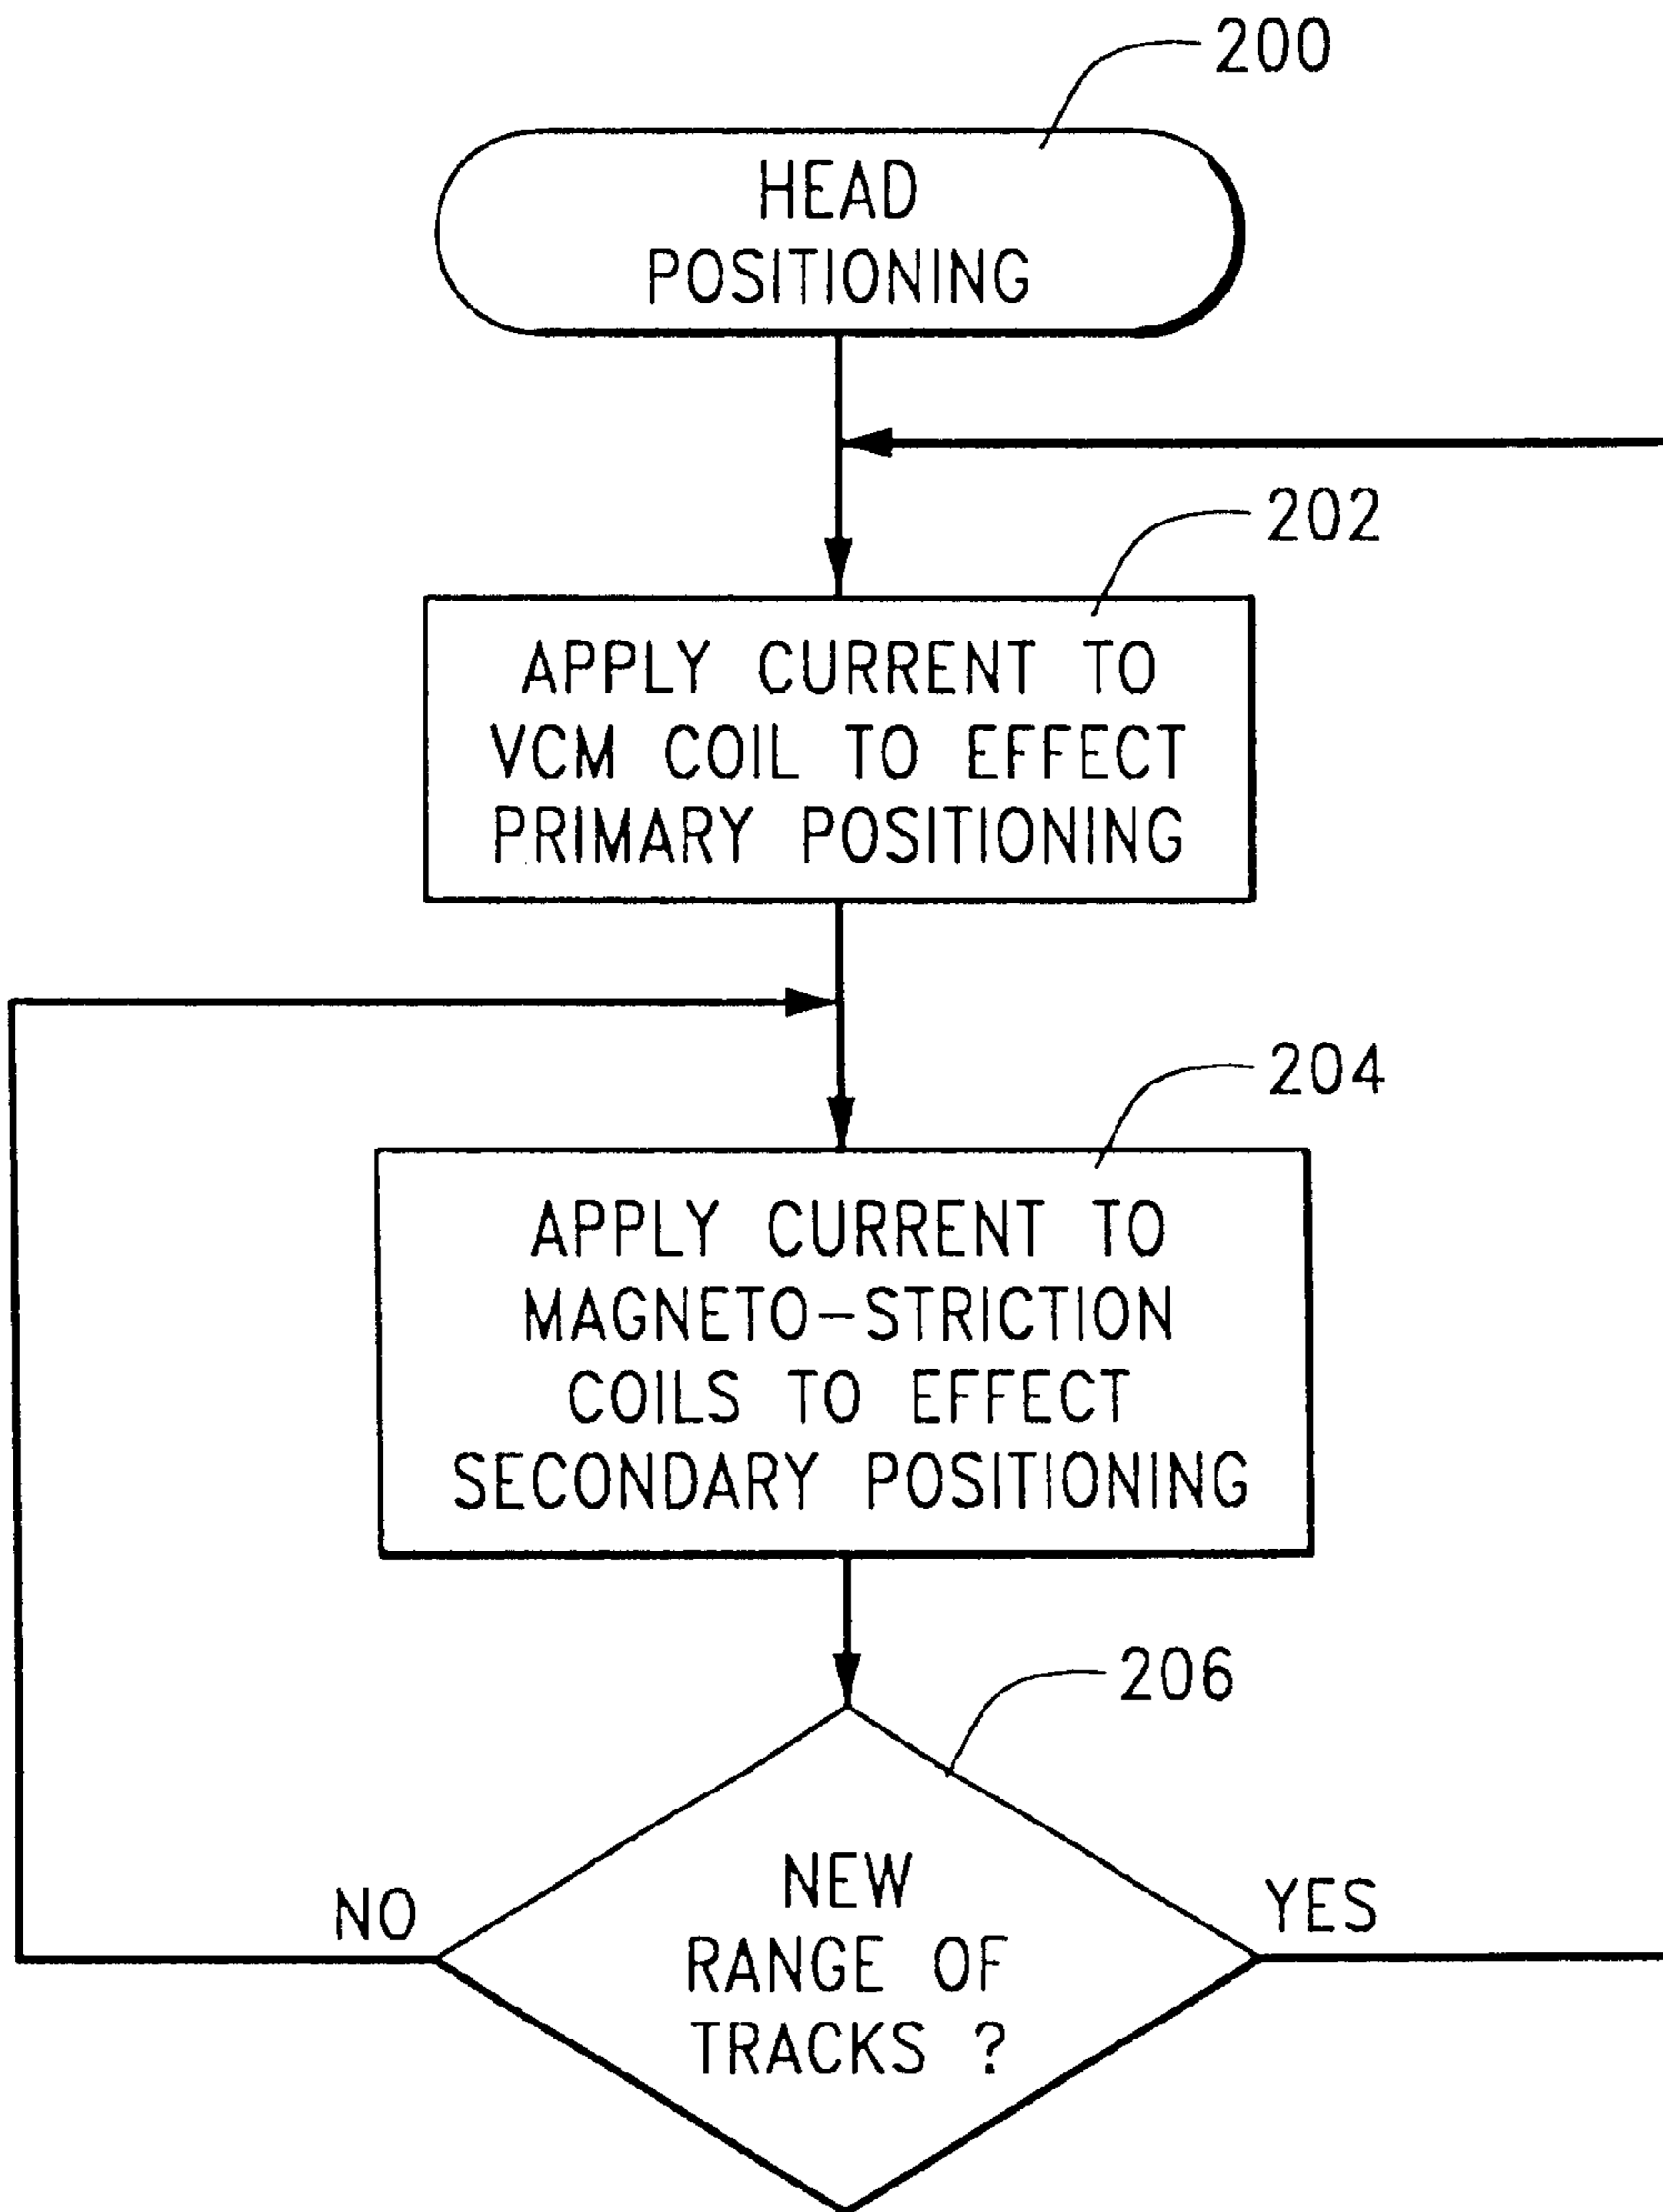 200
HEAD
POSITIONING
202
APPLY CURRENT TO
VCM COIL TO EFFECT
PRIMARY POSITIONING
204
APPLY CURRENT TO
MAGNETO-STRICTION
COILS TO EFFECT
SECONDARY POSITIONING
206
NEW
RANGE OF
TRACKS ?
NO
YES